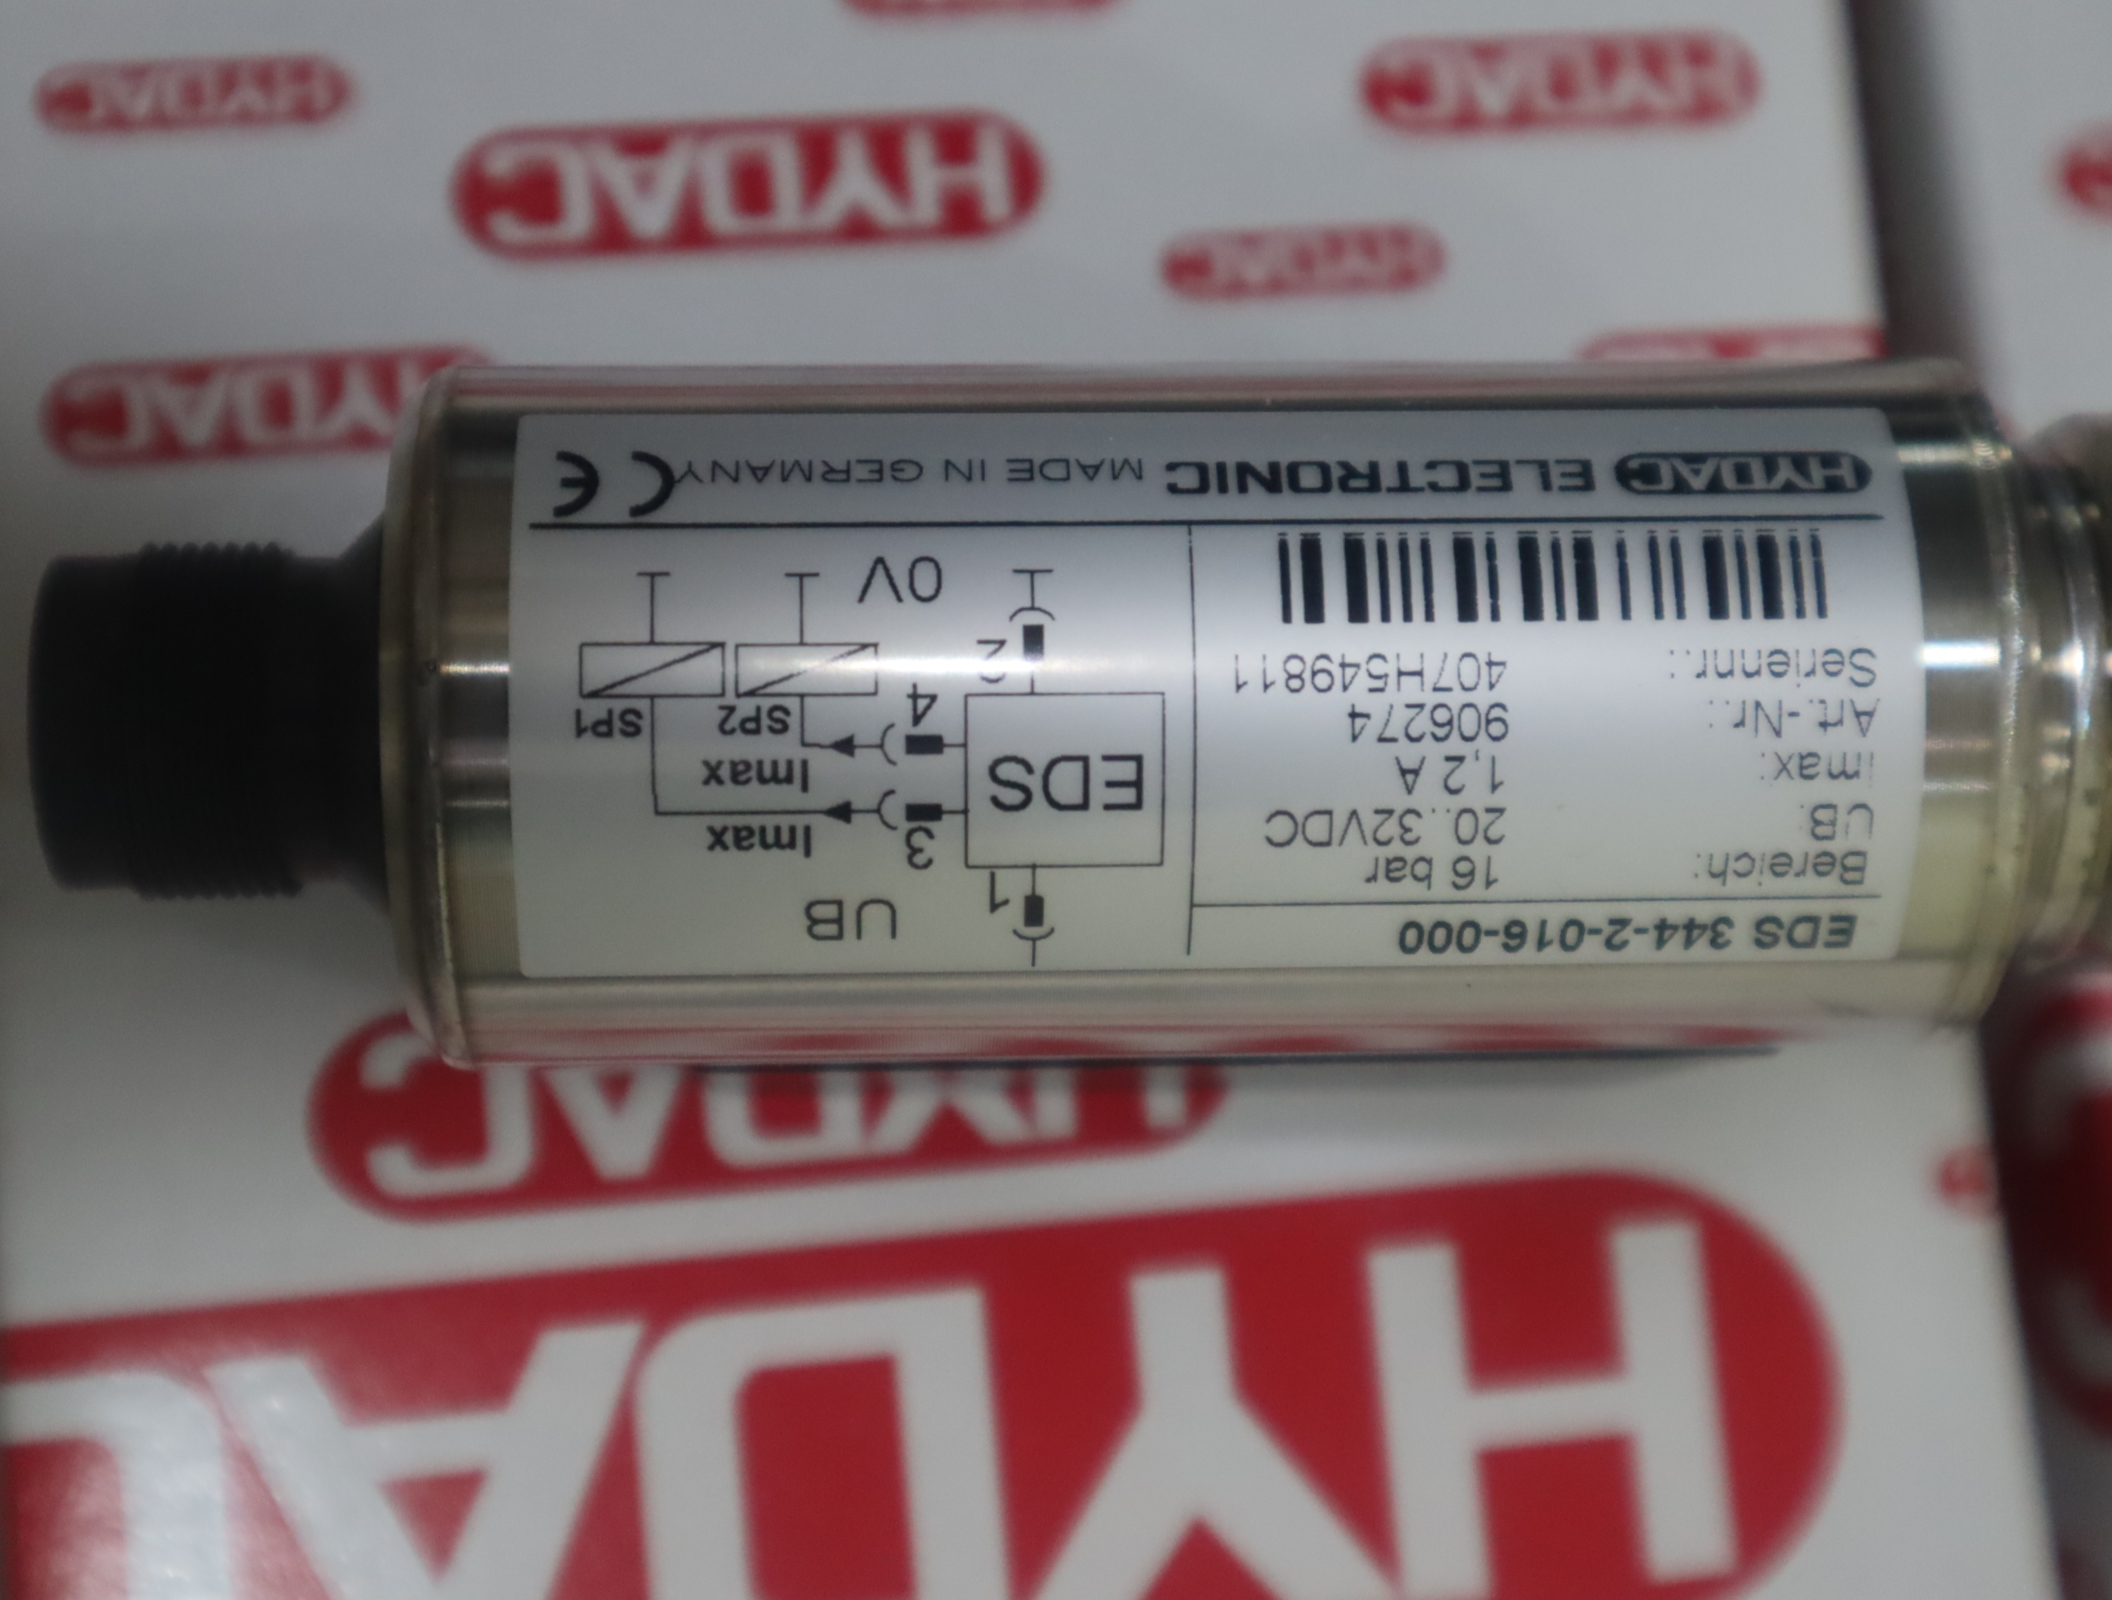 EDS 344-2-016-000
Bereich: 16 bar
UB: 20..32VDC
Imax: 1,2 A
Art.-Nr.: 906274
Seriennr.: 407H549811
1 UB
EDS
3 Imax
4 Imax
SP2 SP1
2
0V
HYDAC ELECTRONIC MADE IN GERMANY CE
HYDAC
HYDAC
HYDAC
HYDAC
HYDAC
HYDAC
HYDAC